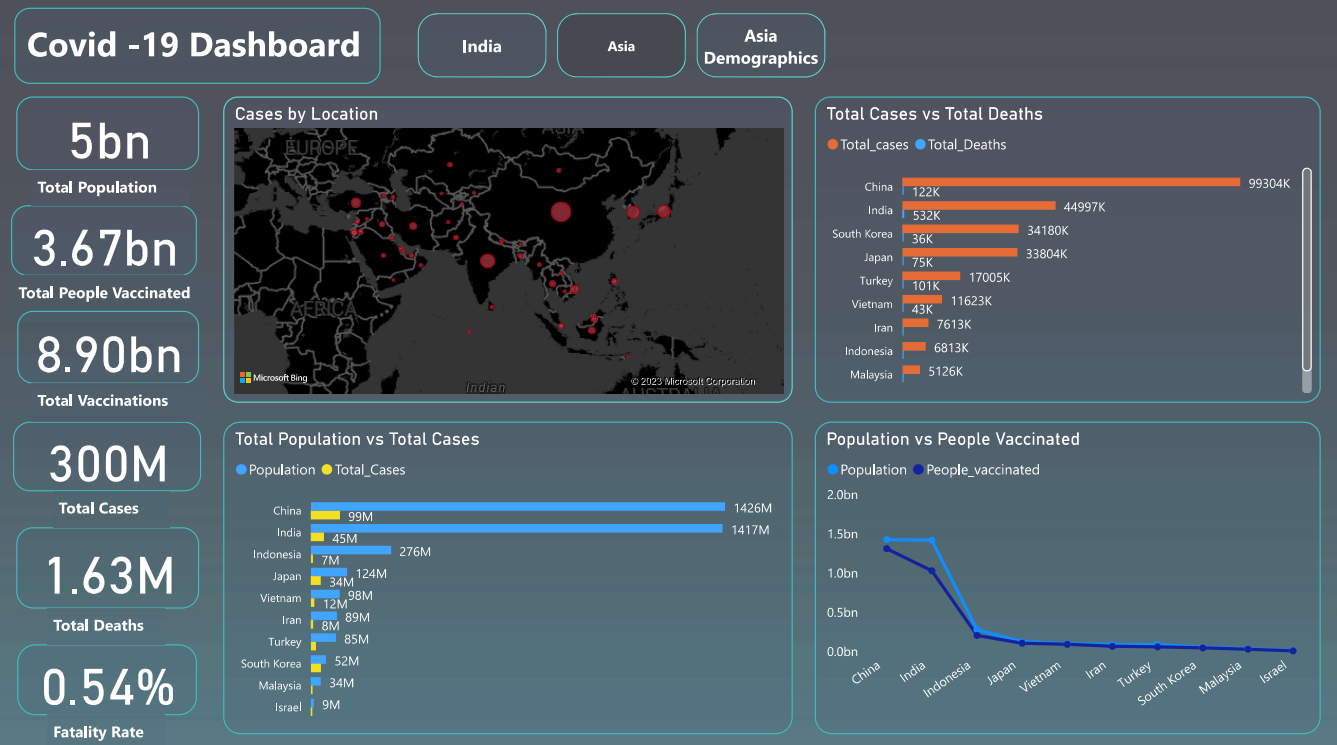 Covid -19 Dashboard
India
Asia
Asia
Demographics
5bn
Total Population
3.67bn
Total People Vaccinated
8.90bn
Total Vaccinations
300M
Total Cases
1.63M
Total Deaths
0.54%
Fatality Rate
Cases by Location
EUROPE
ASIA
AFRICA
Indian
AUSTRALIA
Microsoft Bing
© 2023 Microsoft Corporation
Total Cases vs Total Deaths
Total_cases Total_Deaths
China 99304K
122K
India 44997K
532K
South Korea 34180K
36K
Japan 33804K
75K
Turkey 17005K
101K
Vietnam 11623K
43K
Iran 7613K
Indonesia 6813K
Malaysia 5126K
Total Population vs Total Cases
Population Total_Cases
China 1426M
99M
India 1417M
45M
Indonesia 276M
7M
Japan 124M
34M
Vietnam 98M
12M
Iran 89M
8M
Turkey 85M
South Korea 52M
Malaysia 34M
Israel 9M
Population vs People Vaccinated
Population People_vaccinated
2.0bn
1.5bn
1.0bn
0.5bn
0.0bn
China India Indonesia Japan Vietnam Iran Turkey South Korea Malaysia Israel